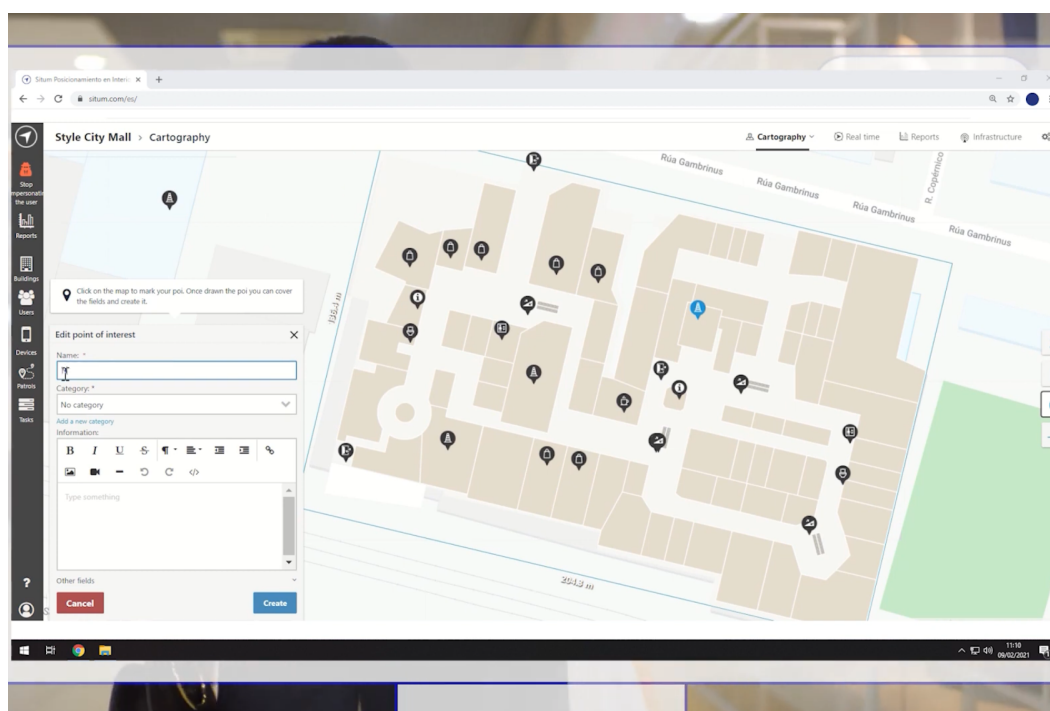 Situm Posicionamiento en Interio
situm.com/es/
Style City Mall > Cartography
Cartography
Real time
Reports
Infrastructure
Stop
impersonatin
the user
Reports
Buildings
Users
Devices
Patrols
Tasks
?
Click on the map to mark your poi. Once drawn the poi you can cover
the fields and create it.
Edit point of interest
Name: *
Category: *
No category
Add a new category
Information:
B I U S
Type something
Other fields
Cancel
Create
Rúa Gambrinus
Rúa Gambrinus
Rúa Gambrinus
Rúa Gambrinus
R. Copérnico
204.3 m
11:10
09/02/2021